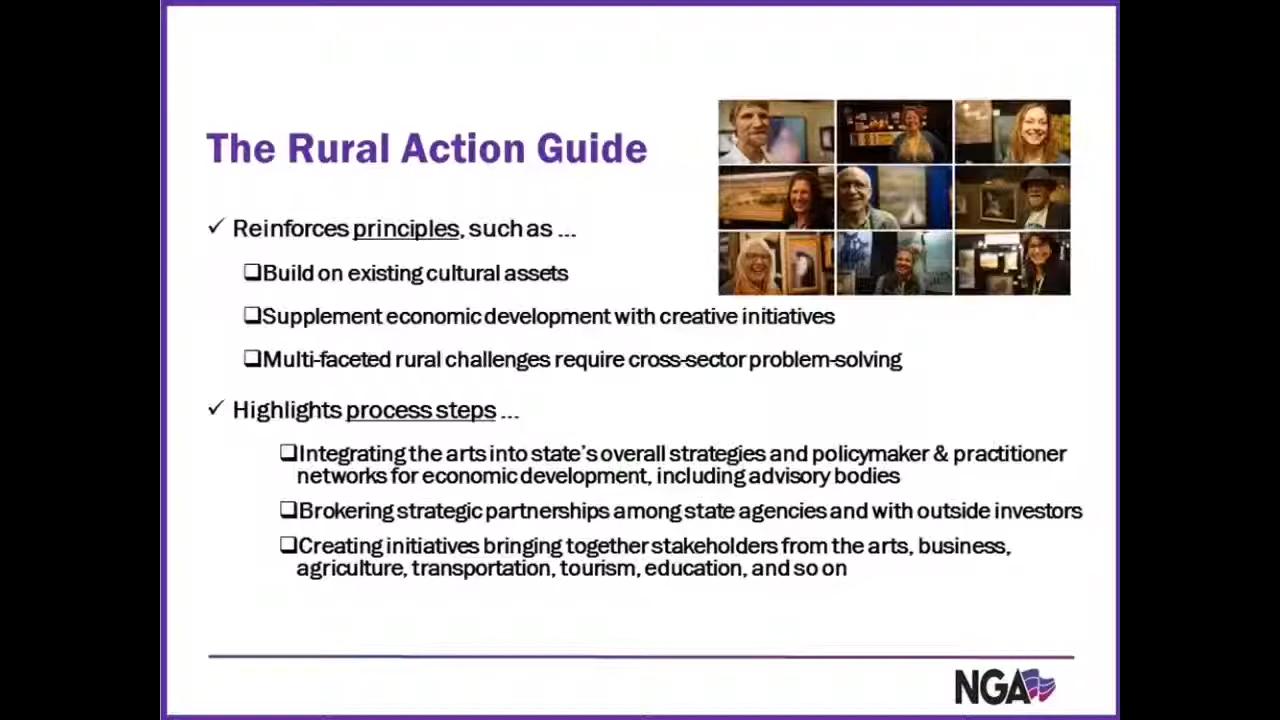 The Rural Action Guide
✓ Reinforces principles, such as ...
❑Build on existing cultural assets
❑Supplement economic development with creative initiatives
❑Multi-faceted rural challenges require cross-sector problem-solving
✓ Highlights process steps ...
❑Integrating the arts into state's overall strategies and policymaker & practitioner
networks for economic development, including advisory bodies
❑Brokering strategic partnerships among state agencies and with outside investors
❑Creating initiatives bringing together stakeholders from the arts, business,
agriculture, transportation, tourism, education, and so on
NGA